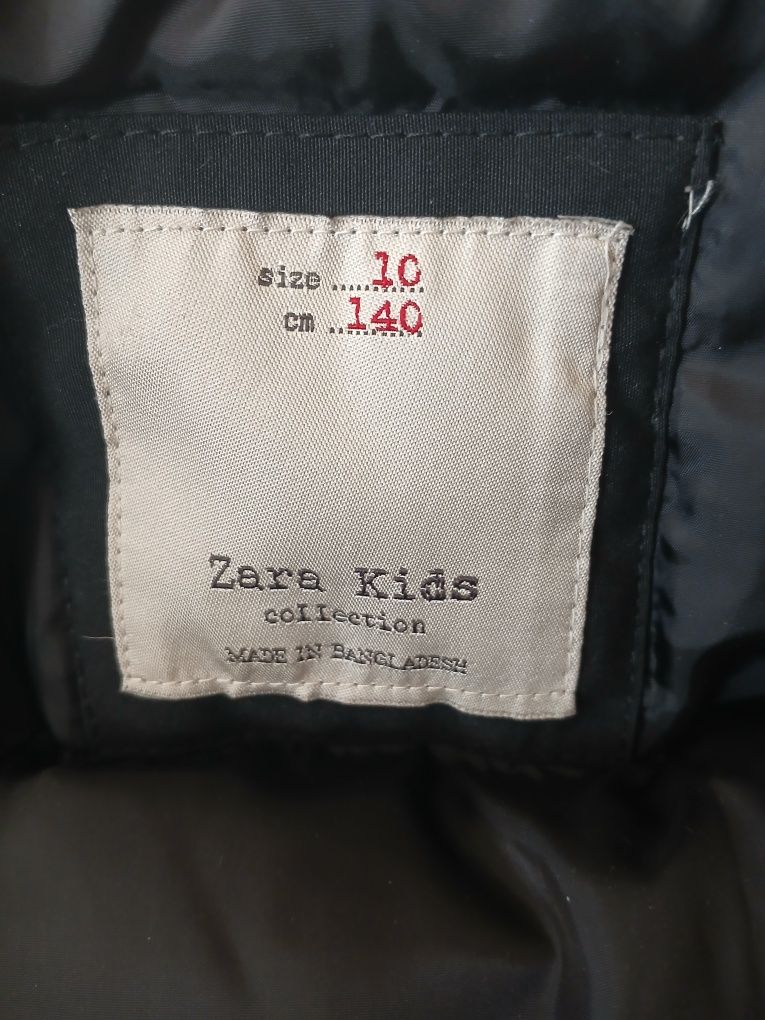 size 10
cm 140
Zara Kids
collection
MADE IN BANGLADESH